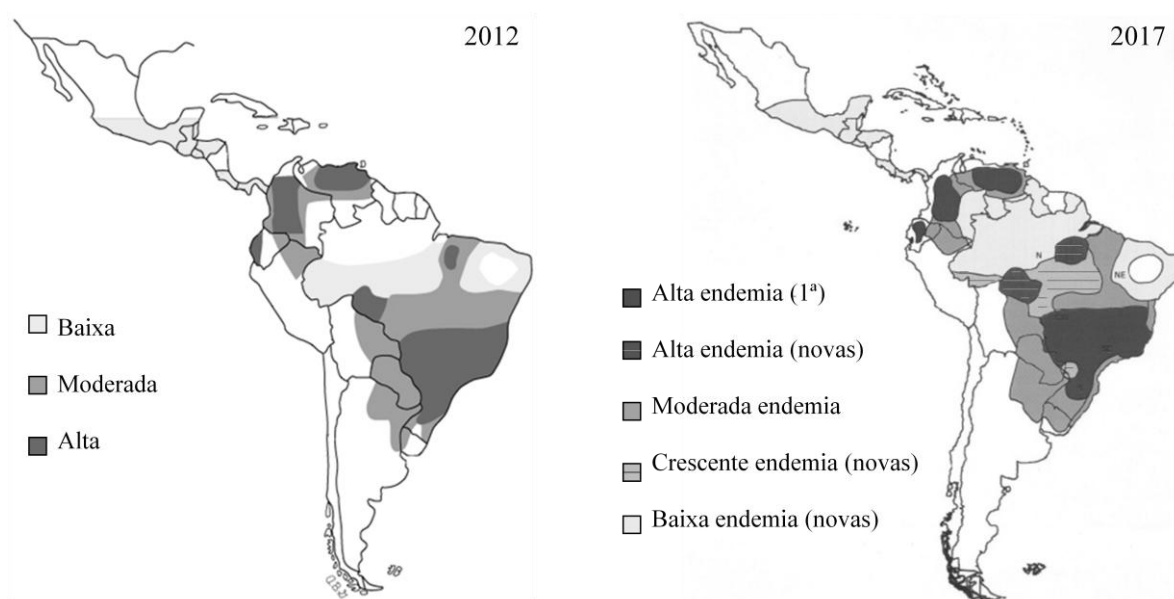 2012
Baixa
Moderada
Alta
2017
N
NE
Alta endemia (1ª)
Alta endemia (novas)
Moderada endemia
Crescente endemia (novas)
Baixa endemia (novas)